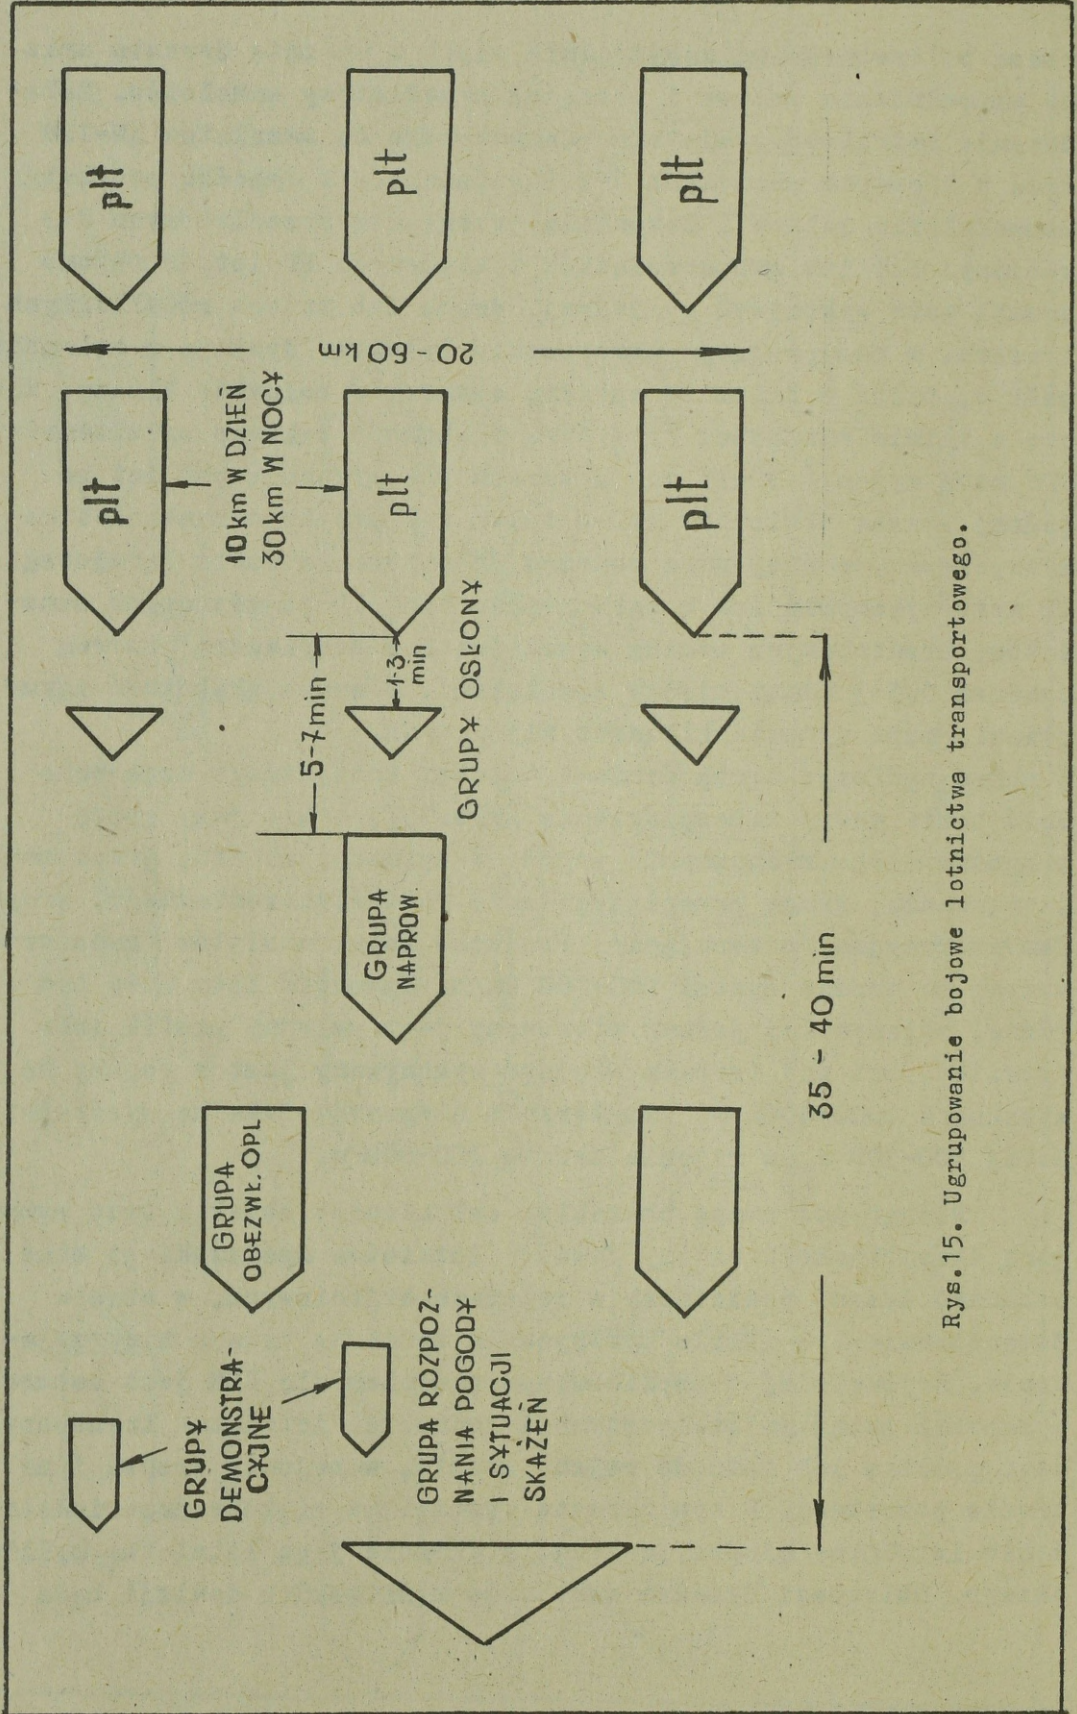 plt
plt
plt
20-60 km
10 km W DZIEŃ
30 km W NOCY
plt
plt
plt
5-7 min
1-3
min
GRUPY OSŁONY
GRUPA
NAPROW.
35 - 40 min
GRUPA
OBEZWŁ. OPL
GRUPY
DEMONSTRA-
CYJNE
GRUPA ROZPOZ-
NANIA POGODY
I SYTUACJI
SKAŻEŃ
Rys.15. Ugrupowanie bojowe lotnictwa transportowego.